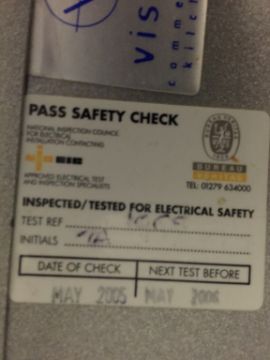 vis
comme
kitch
PASS SAFETY CHECK
NATIONAL INSPECTION COUNCIL
FOR ELECTRICAL
INSTALLATION CONTRACTING
APPROVED ELECTRICAL TEST
AND INSPECTION SPECIALISTS
BUREAU
VERITAS
TEL: 01279 634000
INSPECTED/TESTED FOR ELECTRICAL SAFETY
TEST REF
INITIALS
DATE OF CHECK NEXT TEST BEFORE
MAY 2005 MAY 2006